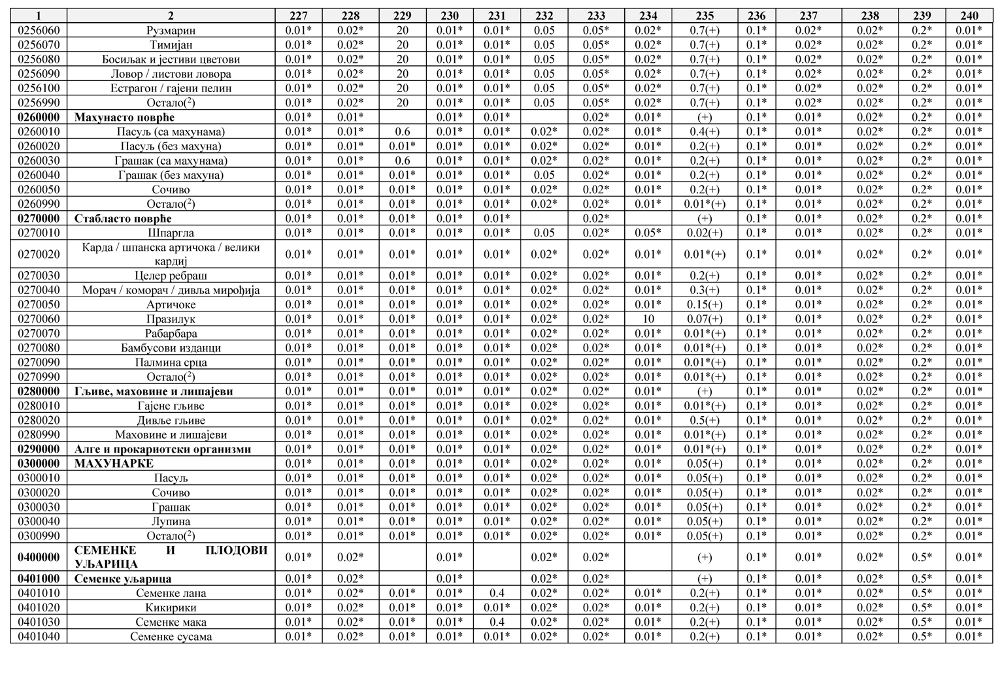 1 2 227 228 229 230 231 232 233 234 235 236 237 238 239 240
0256060 Рузмарин 0.01* 0.02* 20 0.01* 0.01* 0.05 0.05* 0.02* 0.7(+) 0.1* 0.02* 0.02* 0.2* 0.01*
0256070 Тимијан 0.01* 0.02* 20 0.01* 0.01* 0.05 0.05* 0.02* 0.7(+) 0.1* 0.02* 0.02* 0.2* 0.01*
0256080 Босиљак и јестиви цветови 0.01* 0.02* 20 0.01* 0.01* 0.05 0.05* 0.02* 0.7(+) 0.1* 0.02* 0.02* 0.2* 0.01*
0256090 Ловор / листови ловора 0.01* 0.02* 20 0.01* 0.01* 0.05 0.05* 0.02* 0.7(+) 0.1* 0.02* 0.02* 0.2* 0.01*
0256100 Естрагон / гајени пелин 0.01* 0.02* 20 0.01* 0.01* 0.05 0.05* 0.02* 0.7(+) 0.1* 0.02* 0.02* 0.2* 0.01*
0256990 Остало(2) 0.01* 0.02* 20 0.01* 0.01* 0.05 0.05* 0.02* 0.7(+) 0.1* 0.02* 0.02* 0.2* 0.01*
0260000 Махунасто поврће 0.01* 0.01* 0.01* 0.01* 0.02* 0.01* (+) 0.1* 0.01* 0.02* 0.2* 0.01*
0260010 Пасуљ (са махунама) 0.01* 0.01* 0.6 0.01* 0.01* 0.02* 0.02* 0.01* 0.4(+) 0.1* 0.01* 0.02* 0.2* 0.01*
0260020 Пасуљ (без махуна) 0.01* 0.01* 0.01* 0.01* 0.01* 0.02* 0.02* 0.01* 0.2(+) 0.1* 0.01* 0.02* 0.2* 0.01*
0260030 Грашак (са махунама) 0.01* 0.01* 0.6 0.01* 0.01* 0.02* 0.02* 0.01* 0.2(+) 0.1* 0.01* 0.02* 0.2* 0.01*
0260040 Грашак (без махуна) 0.01* 0.01* 0.01* 0.01* 0.01* 0.05 0.02* 0.01* 0.2(+) 0.1* 0.01* 0.02* 0.2* 0.01*
0260050 Сочиво 0.01* 0.01* 0.01* 0.01* 0.01* 0.02* 0.02* 0.01* 0.2(+) 0.1* 0.01* 0.02* 0.2* 0.01*
0260990 Остало(2) 0.01* 0.01* 0.01* 0.01* 0.01* 0.02* 0.02* 0.01* 0.01*(+) 0.1* 0.01* 0.02* 0.2* 0.01*
0270000 Стабласто поврће 0.01* 0.01* 0.01* 0.01* 0.01* 0.02* (+) 0.1* 0.01* 0.02* 0.2* 0.01*
0270010 Шпаргла 0.01* 0.01* 0.01* 0.01* 0.01* 0.05 0.02* 0.05* 0.02(+) 0.1* 0.01* 0.02* 0.2* 0.01*
Карда / шпанска артичока / велики
0270020 кардиј 0.01* 0.01* 0.01* 0.01* 0.01* 0.02* 0.02* 0.01* 0.01*(+) 0.1* 0.01* 0.02* 0.2* 0.01*
0270030 Целер ребраш 0.01* 0.01* 0.01* 0.01* 0.01* 0.02* 0.02* 0.01* 0.2(+) 0.1* 0.01* 0.02* 0.2* 0.01*
0270040 Морач / коморач / дивља мирођија 0.01* 0.01* 0.01* 0.01* 0.01* 0.02* 0.02* 0.01* 0.3(+) 0.1* 0.01* 0.02* 0.2* 0.01*
0270050 Артичоке 0.01* 0.01* 0.01* 0.01* 0.01* 0.02* 0.02* 0.01* 0.15(+) 0.1* 0.01* 0.02* 0.2* 0.01*
0270060 Празилук 0.01* 0.01* 0.01* 0.01* 0.01* 0.02* 0.02* 10 0.07(+) 0.1* 0.01* 0.02* 0.2* 0.01*
0270070 Рабарбара 0.01* 0.01* 0.01* 0.01* 0.01* 0.02* 0.02* 0.01* 0.01*(+) 0.1* 0.01* 0.02* 0.2* 0.01*
0270080 Бамбусови изданци 0.01* 0.01* 0.01* 0.01* 0.01* 0.02* 0.02* 0.01* 0.01*(+) 0.1* 0.01* 0.02* 0.2* 0.01*
0270090 Палмина срца 0.01* 0.01* 0.01* 0.01* 0.01* 0.02* 0.02* 0.01* 0.01*(+) 0.1* 0.01* 0.02* 0.2* 0.01*
0270990 Остало(2) 0.01* 0.01* 0.01* 0.01* 0.01* 0.02* 0.02* 0.01* 0.01*(+) 0.1* 0.01* 0.02* 0.2* 0.01*
0280000 Гљиве, маховине и лишајеви 0.01* 0.01* 0.01* 0.01* 0.01* 0.02* 0.02* 0.01* (+) 0.1* 0.01* 0.02* 0.2* 0.01*
0280010 Гајене гљиве 0.01* 0.01* 0.01* 0.01* 0.01* 0.02* 0.02* 0.01* 0.01*(+) 0.1* 0.01* 0.02* 0.2* 0.01*
0280020 Дивље гљиве 0.01* 0.01* 0.01* 0.01* 0.01* 0.02* 0.02* 0.01* 0.5(+) 0.1* 0.01* 0.02* 0.2* 0.01*
0280990 Маховине и лишајеви 0.01* 0.01* 0.01* 0.01* 0.01* 0.02* 0.02* 0.01* 0.01*(+) 0.1* 0.01* 0.02* 0.2* 0.01*
0290000 Алге и прокариотски организми 0.01* 0.01* 0.01* 0.01* 0.01* 0.02* 0.02* 0.01* 0.01*(+) 0.1* 0.01* 0.02* 0.2* 0.01*
0300000 МАХУНАРКЕ 0.01* 0.01* 0.01* 0.01* 0.01* 0.02* 0.02* 0.01* 0.05(+) 0.1* 0.01* 0.02* 0.2* 0.01*
0300010 Пасуљ 0.01* 0.01* 0.01* 0.01* 0.01* 0.02* 0.02* 0.01* 0.05(+) 0.1* 0.01* 0.02* 0.2* 0.01*
0300020 Сочиво 0.01* 0.01* 0.01* 0.01* 0.01* 0.02* 0.02* 0.01* 0.05(+) 0.1* 0.01* 0.02* 0.2* 0.01*
0300030 Грашак 0.01* 0.01* 0.01* 0.01* 0.01* 0.02* 0.02* 0.01* 0.05(+) 0.1* 0.01* 0.02* 0.2* 0.01*
0300040 Лупина 0.01* 0.01* 0.01* 0.01* 0.01* 0.02* 0.02* 0.01* 0.05(+) 0.1* 0.01* 0.02* 0.2* 0.01*
0300990 Остало(2) 0.01* 0.01* 0.01* 0.01* 0.01* 0.02* 0.02* 0.01* 0.05(+) 0.1* 0.01* 0.02* 0.2* 0.01*
СЕМЕНКЕ И ПЛОДОВИ
0400000 УЉАРИЦА 0.01* 0.02* 0.01* 0.02* 0.02* (+) 0.1* 0.01* 0.02* 0.5* 0.01*
0401000 Семенке уљарица 0.01* 0.02* 0.01* 0.02* 0.02* (+) 0.1* 0.01* 0.02* 0.5* 0.01*
0401010 Семенке лана 0.01* 0.02* 0.01* 0.01* 0.4 0.02* 0.02* 0.01* 0.2(+) 0.1* 0.01* 0.02* 0.5* 0.01*
0401020 Кикирики 0.01* 0.02* 0.01* 0.01* 0.01* 0.02* 0.02* 0.01* 0.2(+) 0.1* 0.01* 0.02* 0.5* 0.01*
0401030 Семенке мака 0.01* 0.02* 0.01* 0.01* 0.4 0.02* 0.02* 0.01* 0.2(+) 0.1* 0.01* 0.02* 0.5* 0.01*
0401040 Семенке сусама 0.01* 0.02* 0.01* 0.01* 0.01* 0.02* 0.02* 0.01* 0.2(+) 0.1* 0.01* 0.02* 0.5* 0.01*